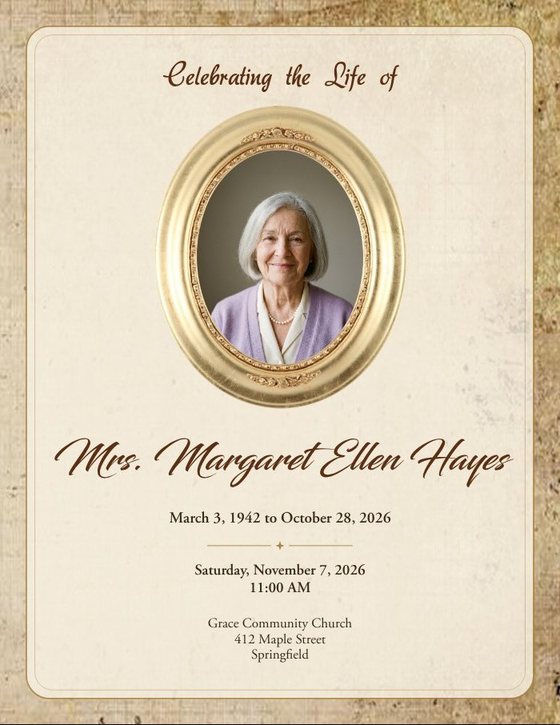 Celebrating the Life of
Mrs. Margaret Ellen Hayes
March 3, 1942 to October 28, 2026
Saturday, November 7, 2026
11:00 AM
Grace Community Church
412 Maple Street
Springfield